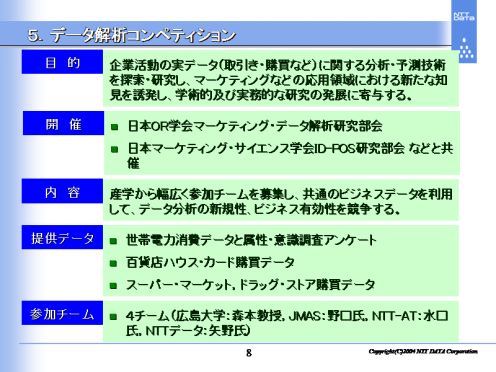 NTT
DATA
5．データ解析コンペティション
目 的
企業活動の実データ（取引き・購買など）に関する分析・予測技術
を探索・研究し、マーケティングなどの応用領域における新たな知
見を誘発し、学術的及び実務的な研究の発展に寄与する。
開 催
■ 日本OR学会マーケティング・データ解析研究部会
■ 日本マーケティング・サイエンス学会ID-POS研究部会 などと共
催
内 容
産学から幅広く参加チームを募集し、共通のビジネスデータを利用
して、データ分析の新規性、ビジネス有効性を競争する。
提供データ
■ 世帯電力消費データと属性・意識調査アンケート
■ 百貨店ハウス・カード購買データ
■ スーパー・マーケット，ドラッグ・ストア購買データ
参加チーム
■ 4チーム（広島大学：森本教授，JMAS：野口氏，NTT-AT：水口
氏，NTTデータ：矢野氏）
8
Copyright(C)2004 NTT DATA Corporation